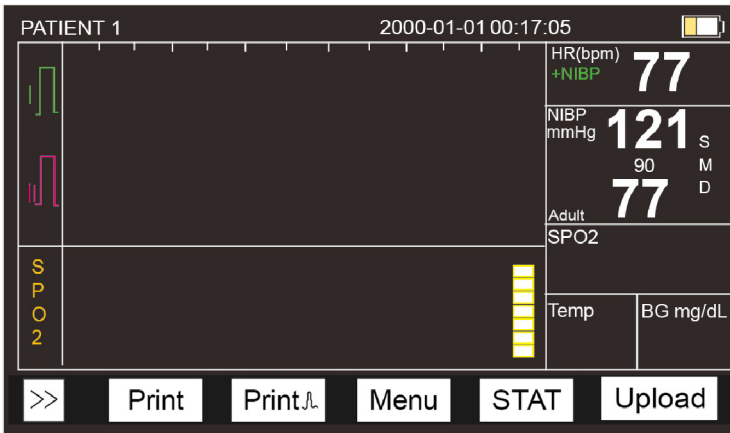 PATIENT 1 2000-01-01 00:17:05
HR(bpm) 77
+NIBP
NIBP
mmHg 121 S
90 M
77 D
Adult
SPO2
S
P
O
2
Temp BG mg/dL
>> Print Print Menu STAT Upload